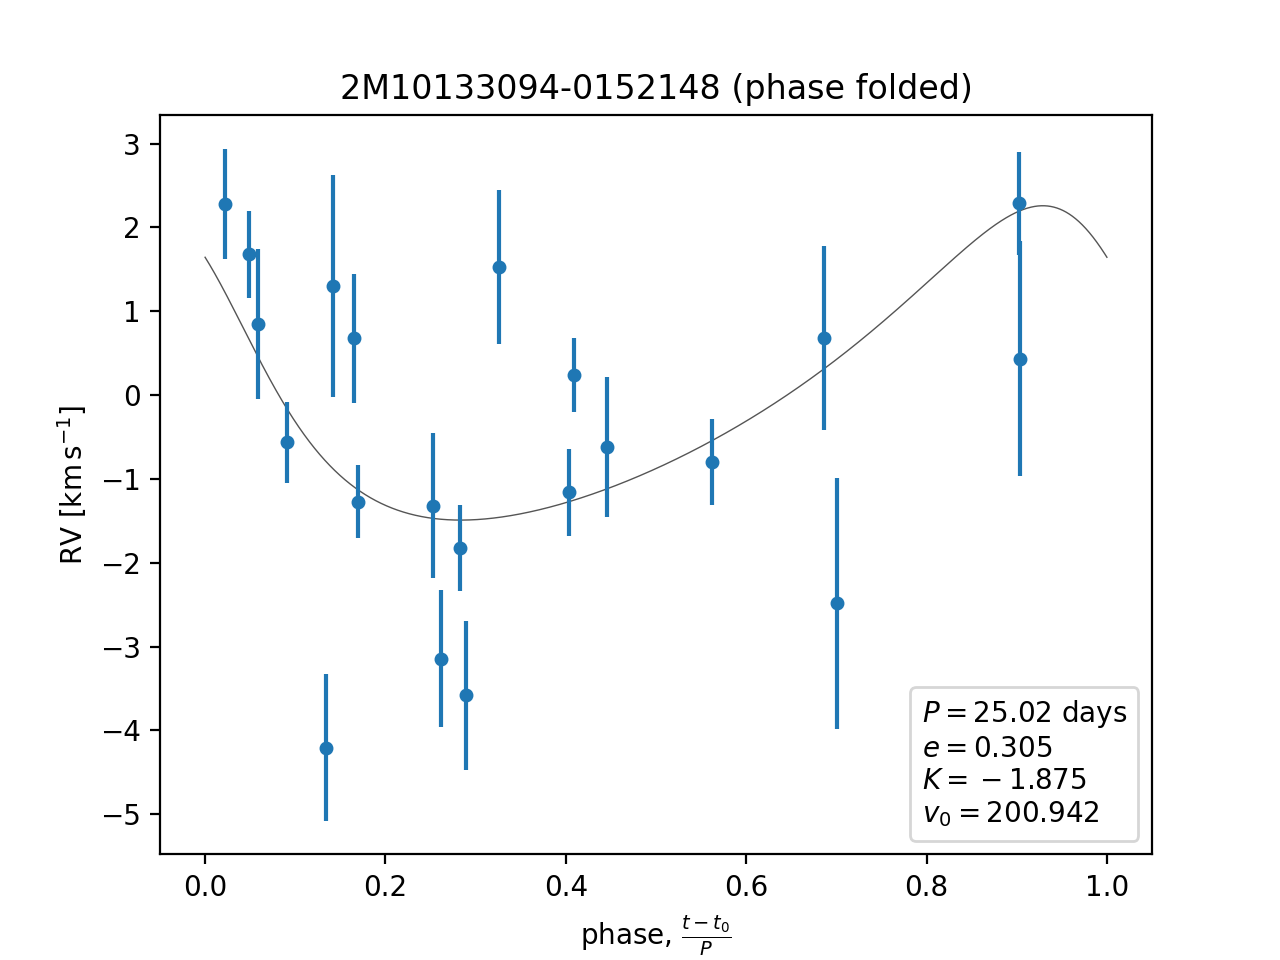 2M10133094-0152148 (phase folded)
3
2
1
0
−1
−2
−3
−4
−5
RV [km s⁻¹]
P = 25.02 days
e = 0.305
K = −1.875
v₀ = 200.942
0.0 0.2 0.4 0.6 0.8 1.0
phase, (t − t₀)/P